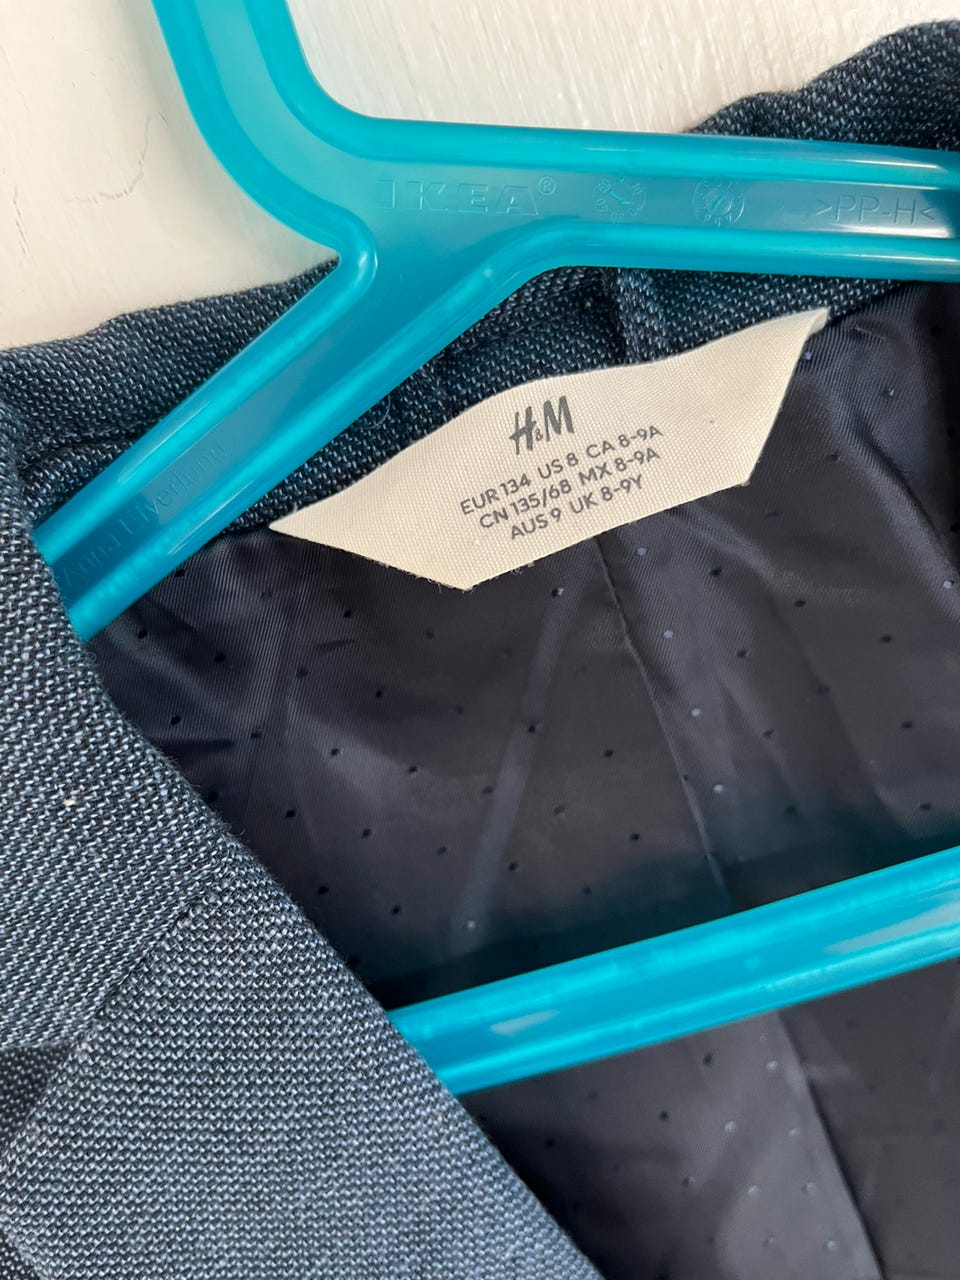 IKEA®
>PP-H<
H&M
EUR 134 US 8 CA 8-9A
CN 135/68 MX 8-9A
AUS 9 UK 8-9Y